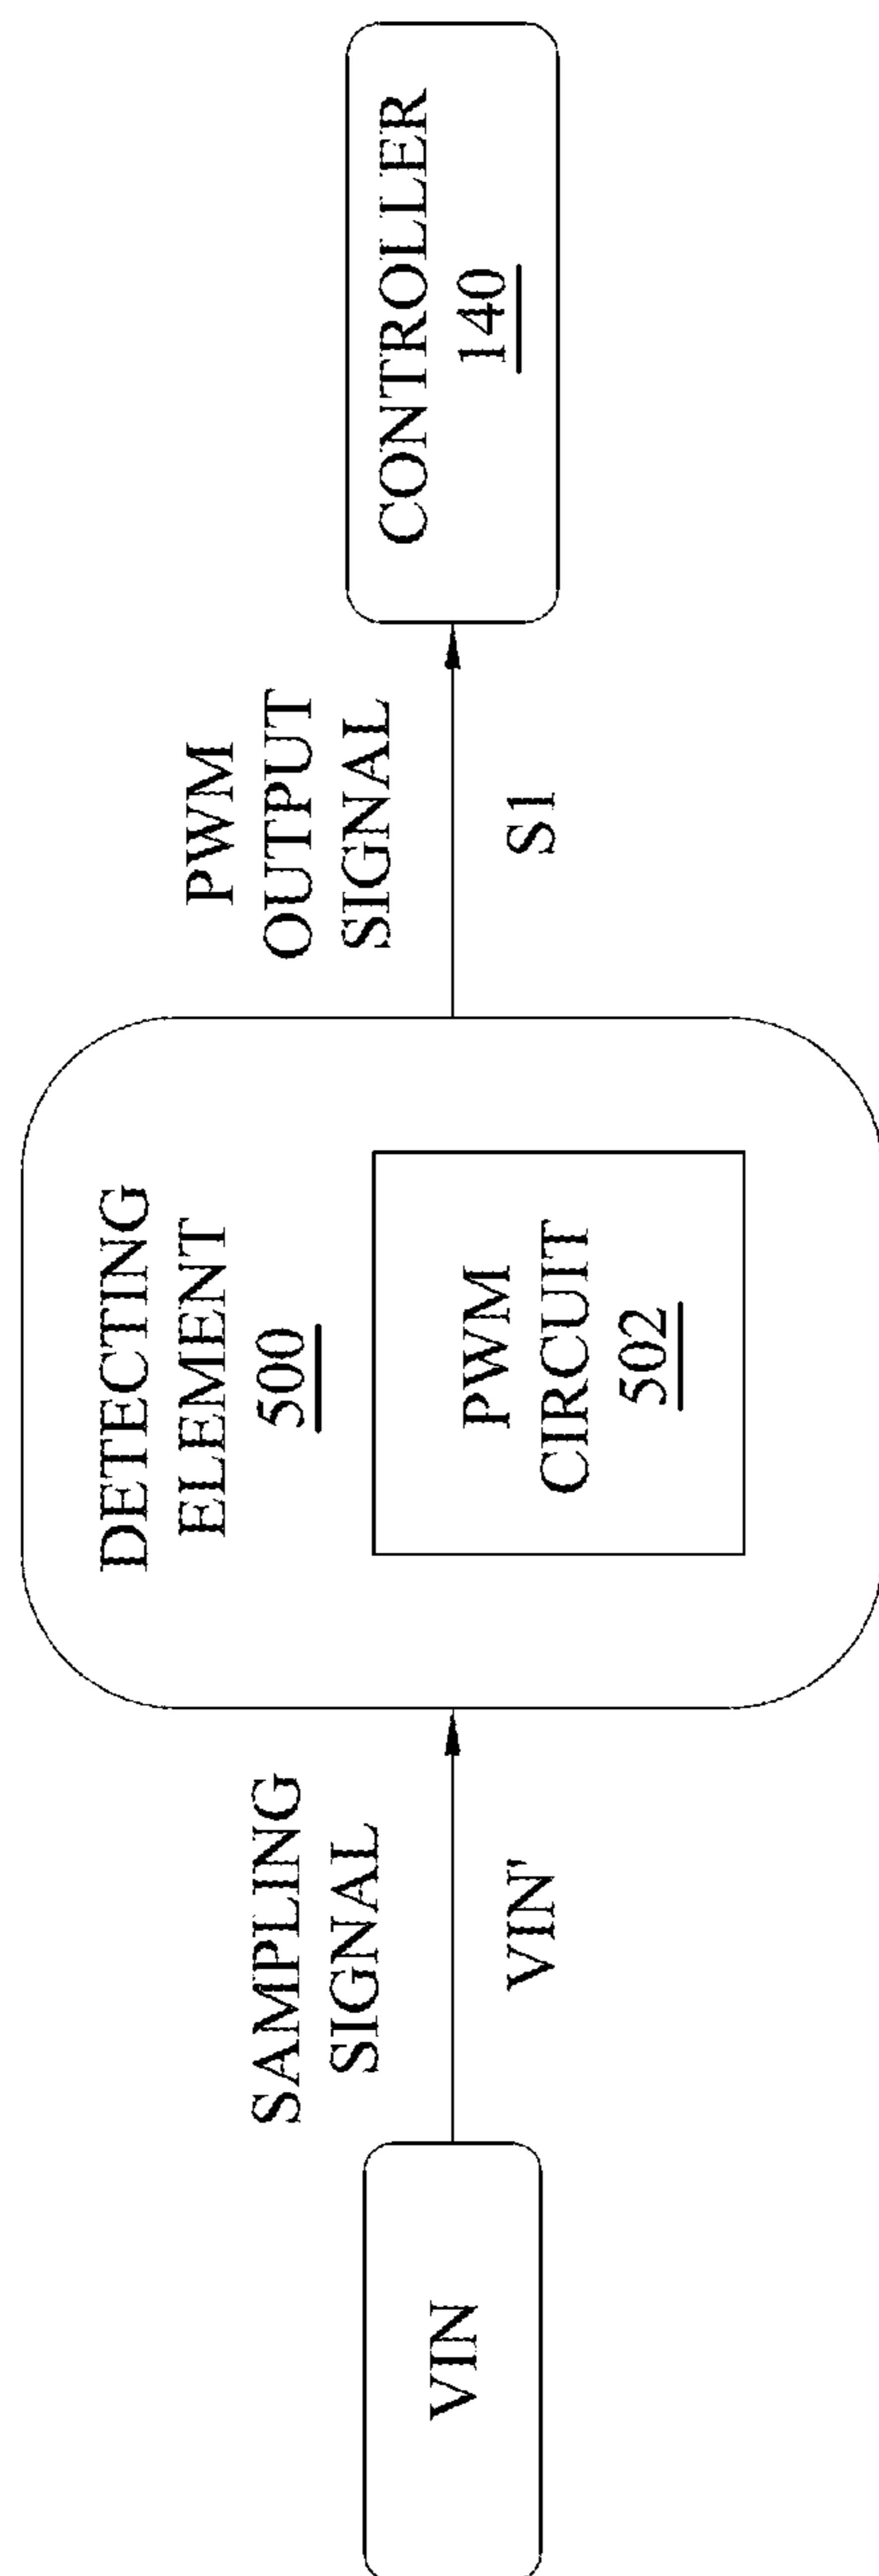 VIN
SAMPLING
SIGNAL
VIN'
DETECTING
ELEMENT
500
PWM
CIRCUIT
502
PWM
OUTPUT
SIGNAL
S1
CONTROLLER
140